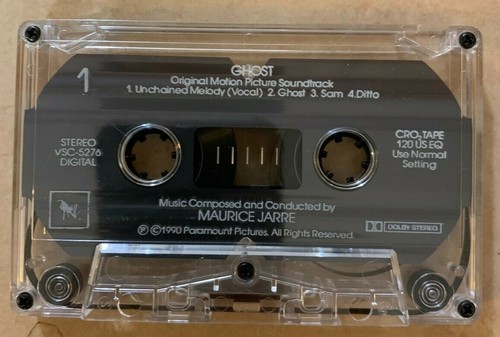 1
GHOST
Original Motion Picture Soundtrack
1. Unchained Melody (Vocal) 2. Ghost 3. Sam 4. Ditto
STEREO
VSC-5276
DIGITAL
CRO2 TAPE
120 US EQ
Use Normal
Setting
Music Composed and Conducted by
MAURICE JARRE
℗ ©1990 Paramount Pictures. All Rights Reserved.
DOLBY STEREO